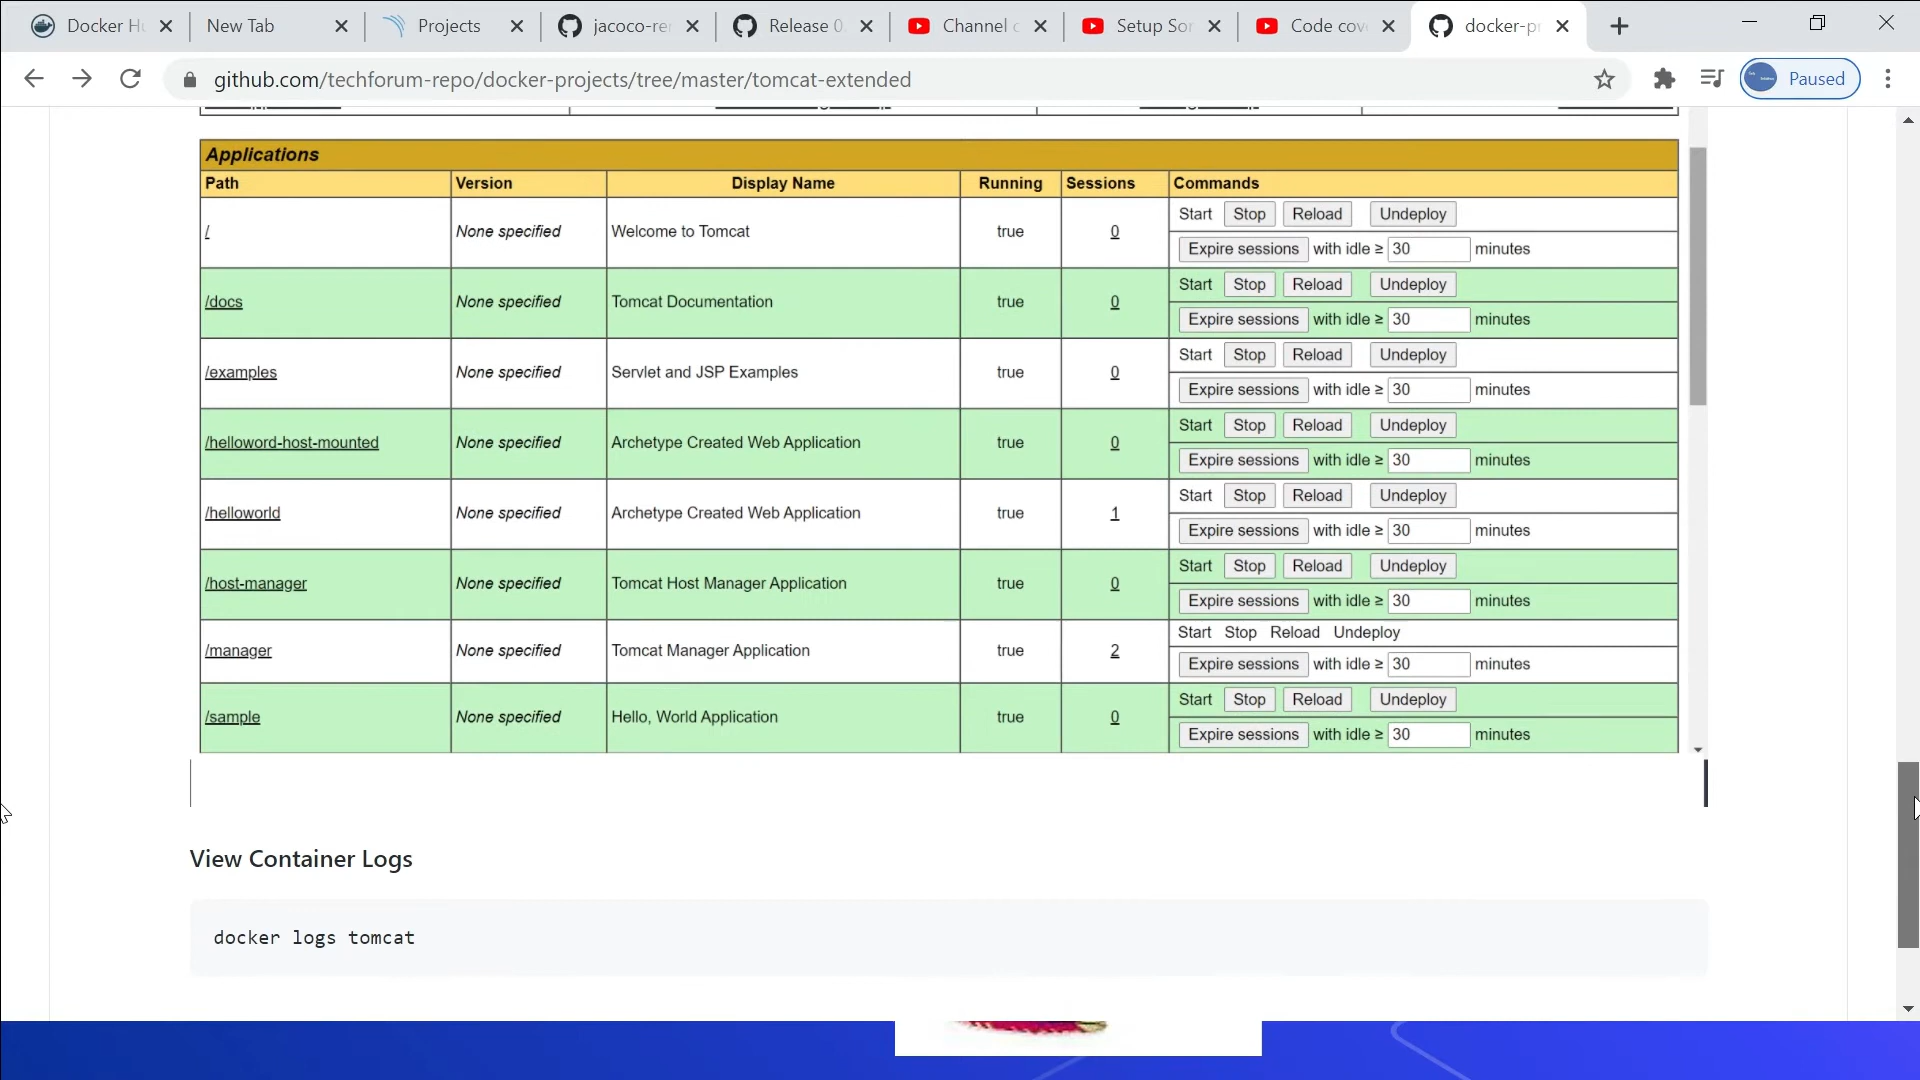 Docker H
New Tab
Projects
jacoco-re
Release 0.
Channel c
Setup So
Code cov
docker-p
github.com/techforum-repo/docker-projects/tree/master/tomcat-extended
Paused
Applications
Path Version Display Name Running Sessions Commands
/ None specified Welcome to Tomcat true 0 Start Stop Reload Undeploy
Expire sessions with idle ≥ 30 minutes
/docs None specified Tomcat Documentation true 0 Start Stop Reload Undeploy
Expire sessions with idle ≥ 30 minutes
/examples None specified Servlet and JSP Examples true 0 Start Stop Reload Undeploy
Expire sessions with idle ≥ 30 minutes
/helloword-host-mounted None specified Archetype Created Web Application true 0 Start Stop Reload Undeploy
Expire sessions with idle ≥ 30 minutes
/helloworld None specified Archetype Created Web Application true 1 Start Stop Reload Undeploy
Expire sessions with idle ≥ 30 minutes
/host-manager None specified Tomcat Host Manager Application true 0 Start Stop Reload Undeploy
Expire sessions with idle ≥ 30 minutes
/manager None specified Tomcat Manager Application true 2 Start Stop Reload Undeploy
Expire sessions with idle ≥ 30 minutes
/sample None specified Hello, World Application true 0 Start Stop Reload Undeploy
Expire sessions with idle ≥ 30 minutes
View Container Logs
docker logs tomcat